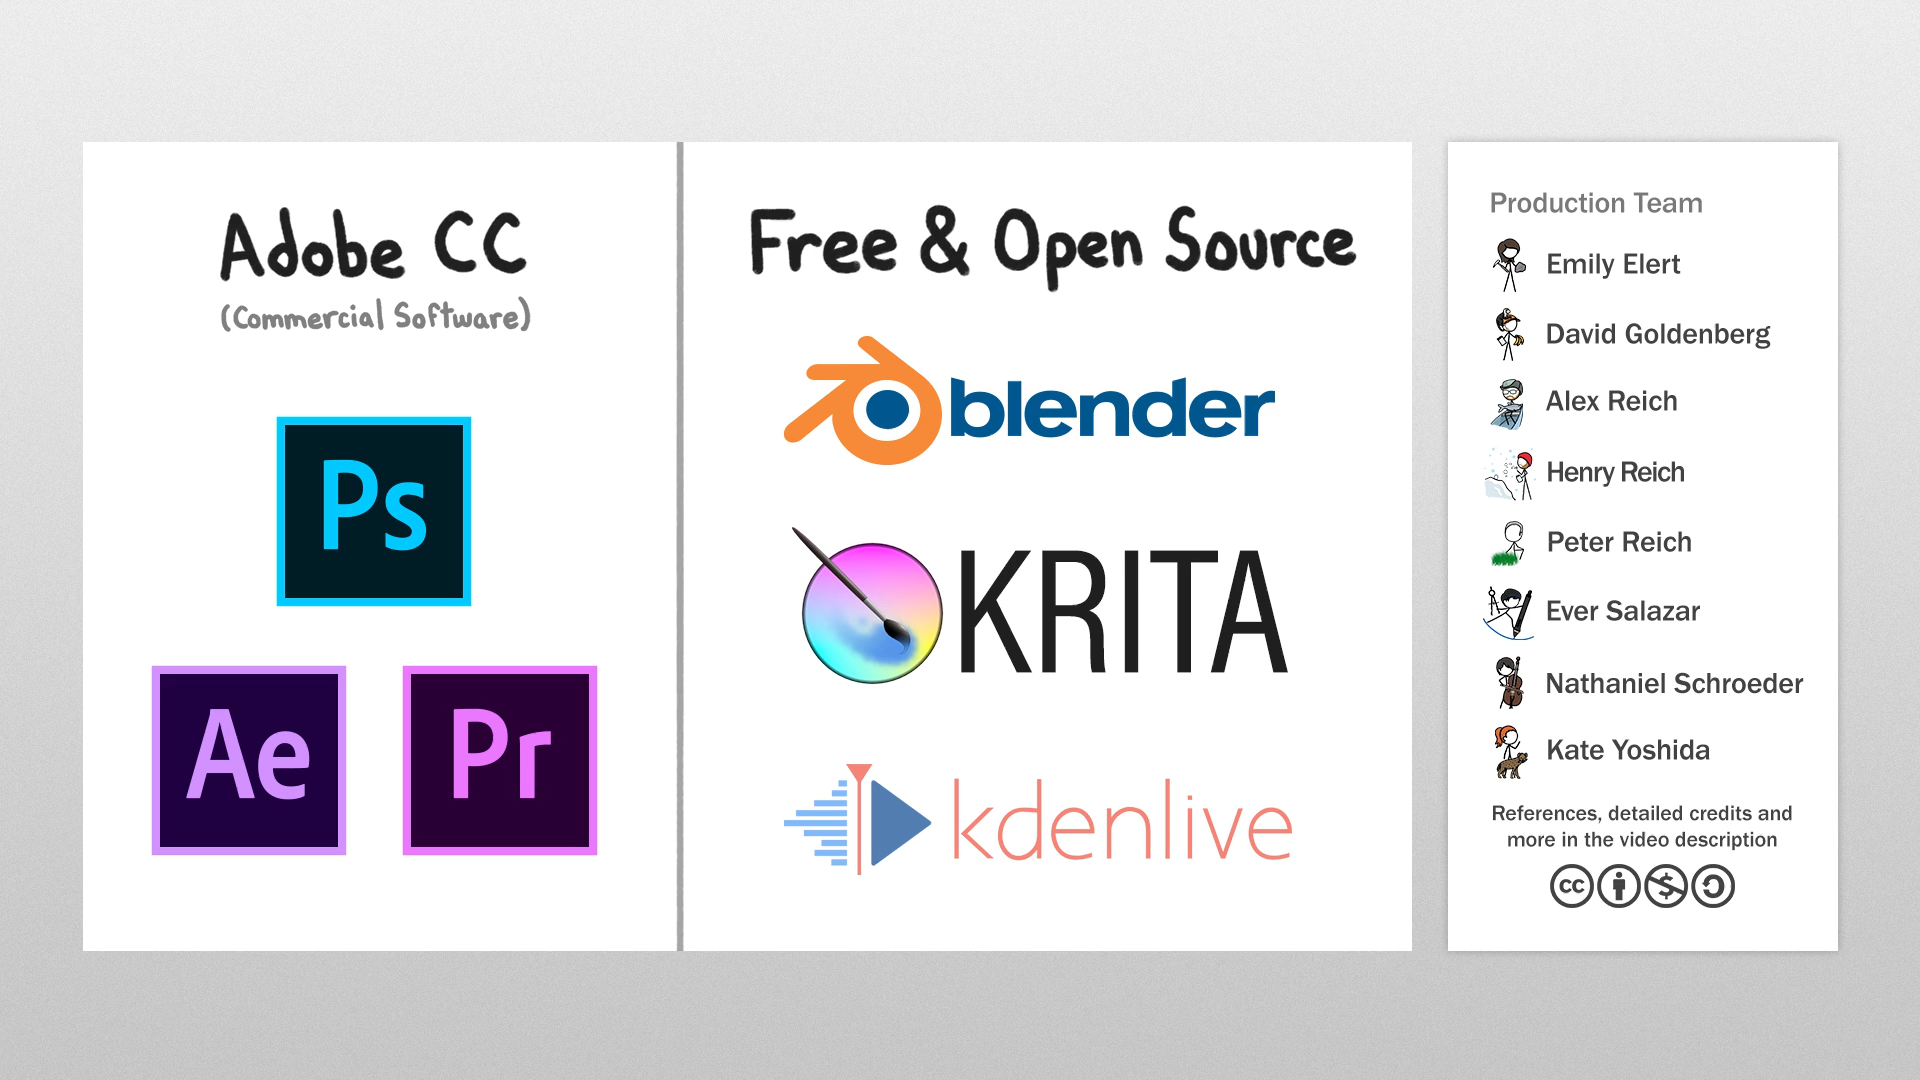 Adobe CC
(Commercial Software)
Ps
Ae
Pr
Free & Open Source
blender
KRITA
kdenlive
Production Team
Emily Elert
David Goldenberg
Alex Reich
Henry Reich
Peter Reich
Ever Salazar
Nathaniel Schroeder
Kate Yoshida
References, detailed credits and
more in the video description
cc